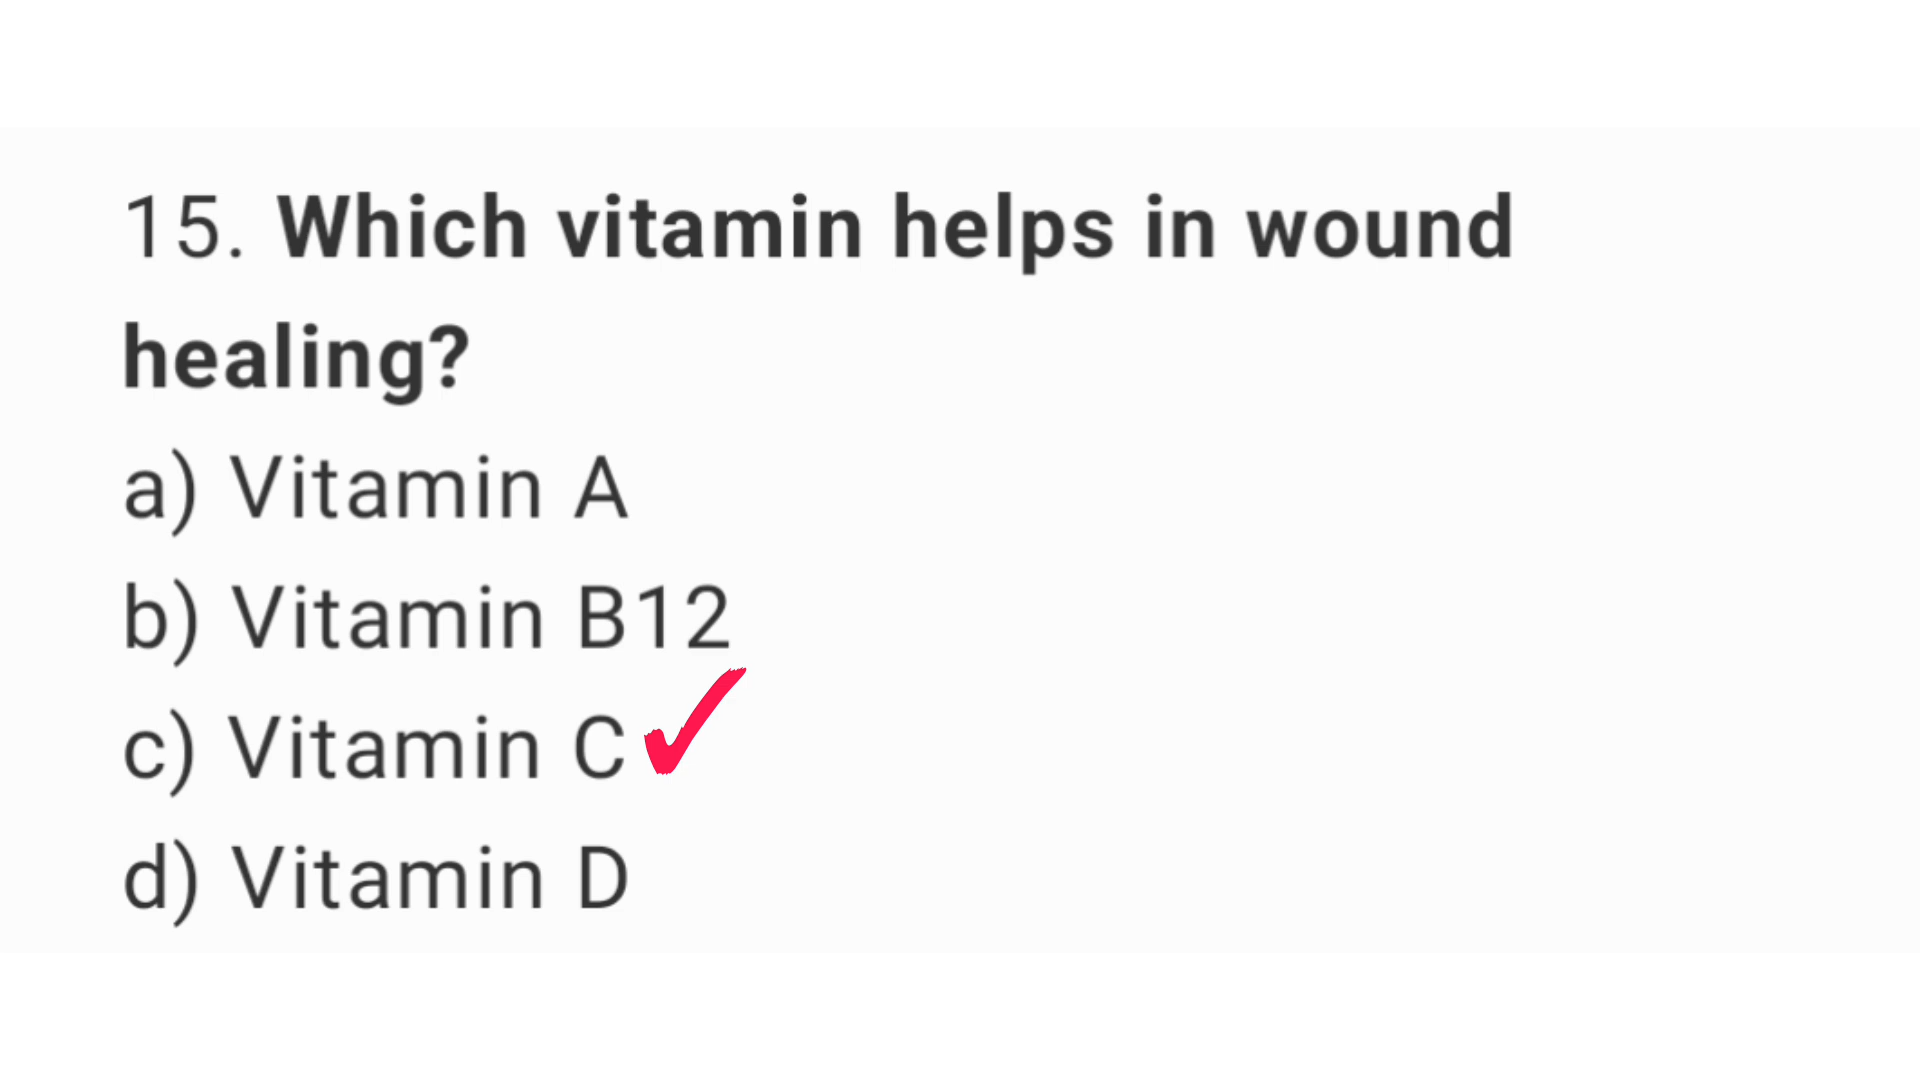 15. Which vitamin helps in wound
healing?
a) Vitamin A
b) Vitamin B12
c) Vitamin C
d) Vitamin D